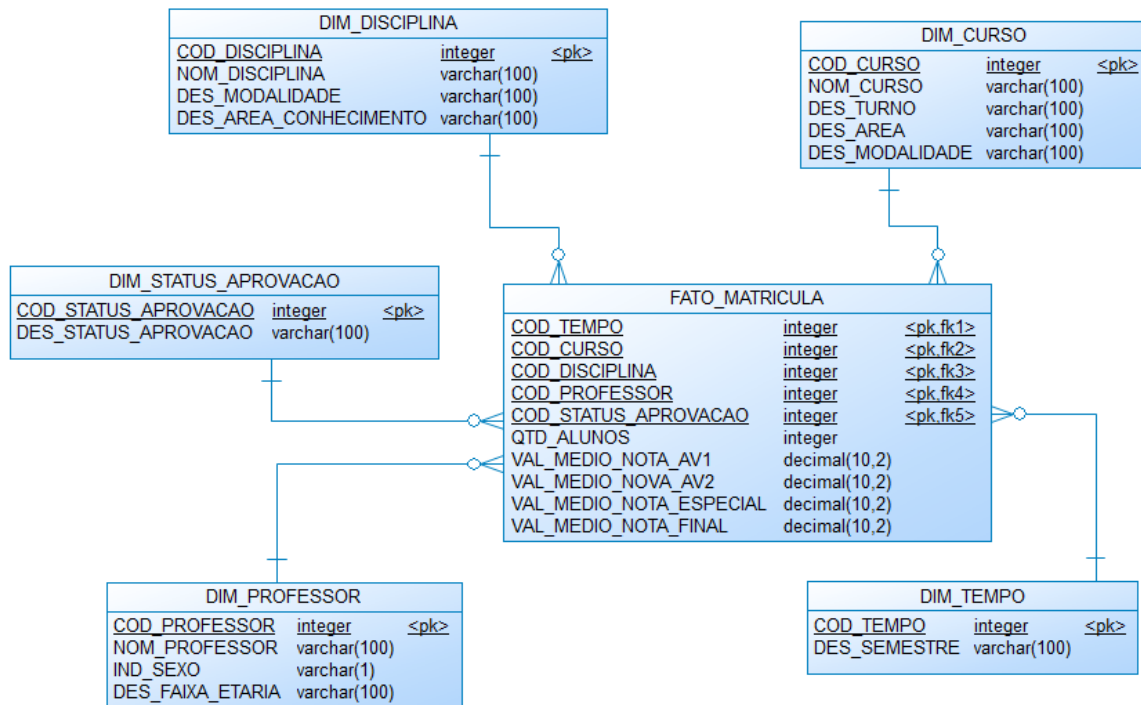 DIM_DISCIPLINA
COD_DISCIPLINA integer <pk>
NOM_DISCIPLINA varchar(100)
DES_MODALIDADE varchar(100)
DES_AREA_CONHECIMENTO varchar(100)
DIM_CURSO
COD_CURSO integer <pk>
NOM_CURSO varchar(100)
DES_TURNO varchar(100)
DES_AREA varchar(100)
DES_MODALIDADE varchar(100)
DIM_STATUS_APROVACAO
COD_STATUS_APROVACAO integer <pk>
DES_STATUS_APROVACAO varchar(100)
FATO_MATRICULA
COD_TEMPO integer <pk,fk1>
COD_CURSO integer <pk,fk2>
COD_DISCIPLINA integer <pk,fk3>
COD_PROFESSOR integer <pk,fk4>
COD_STATUS_APROVACAO integer <pk,fk5>
QTD_ALUNOS integer
VAL_MEDIO_NOTA_AV1 decimal(10,2)
VAL_MEDIO_NOVA_AV2 decimal(10,2)
VAL_MEDIO_NOTA_ESPECIAL decimal(10,2)
VAL_MEDIO_NOTA_FINAL decimal(10,2)
DIM_PROFESSOR
COD_PROFESSOR integer <pk>
NOM_PROFESSOR varchar(100)
IND_SEXO varchar(1)
DES_FAIXA_ETARIA varchar(100)
DIM_TEMPO
COD_TEMPO integer <pk>
DES_SEMESTRE varchar(100)